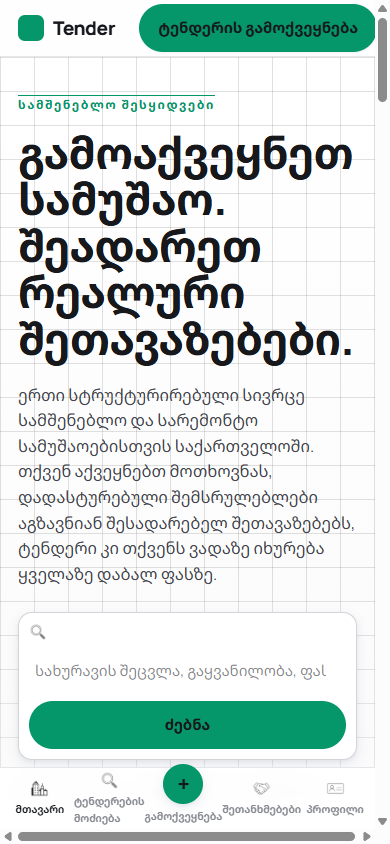 Tender
ტენდერის გამოქვეყნება
სამშენებლო შესყიდვები
გამოაქვეყნეთ
სამუშაო.
შეადარეთ
რეალური
შეთავაზებები.
ერთი სტრუქტურირებული სივრცე
სამშენებლო და სარემონტო
სამუშაოებისთვის საქართველოში.
თქვენ აქვეყნებთ მოთხოვნას,
დადასტურებული შემსრულებლები
აგზავნიან შესადარებელ შეთავაზებებს,
ტენდერი კი თქვენს ვადაზე იხურება
ყველაზე დაბალ ფასზე.
სახურავის შეცვლა, გაყვანილობა, ფას
ძებნა
მთავარი
ტენდერების
მოძიება
+
გამოქვეყნება
შეთანხმებები
პროფილი